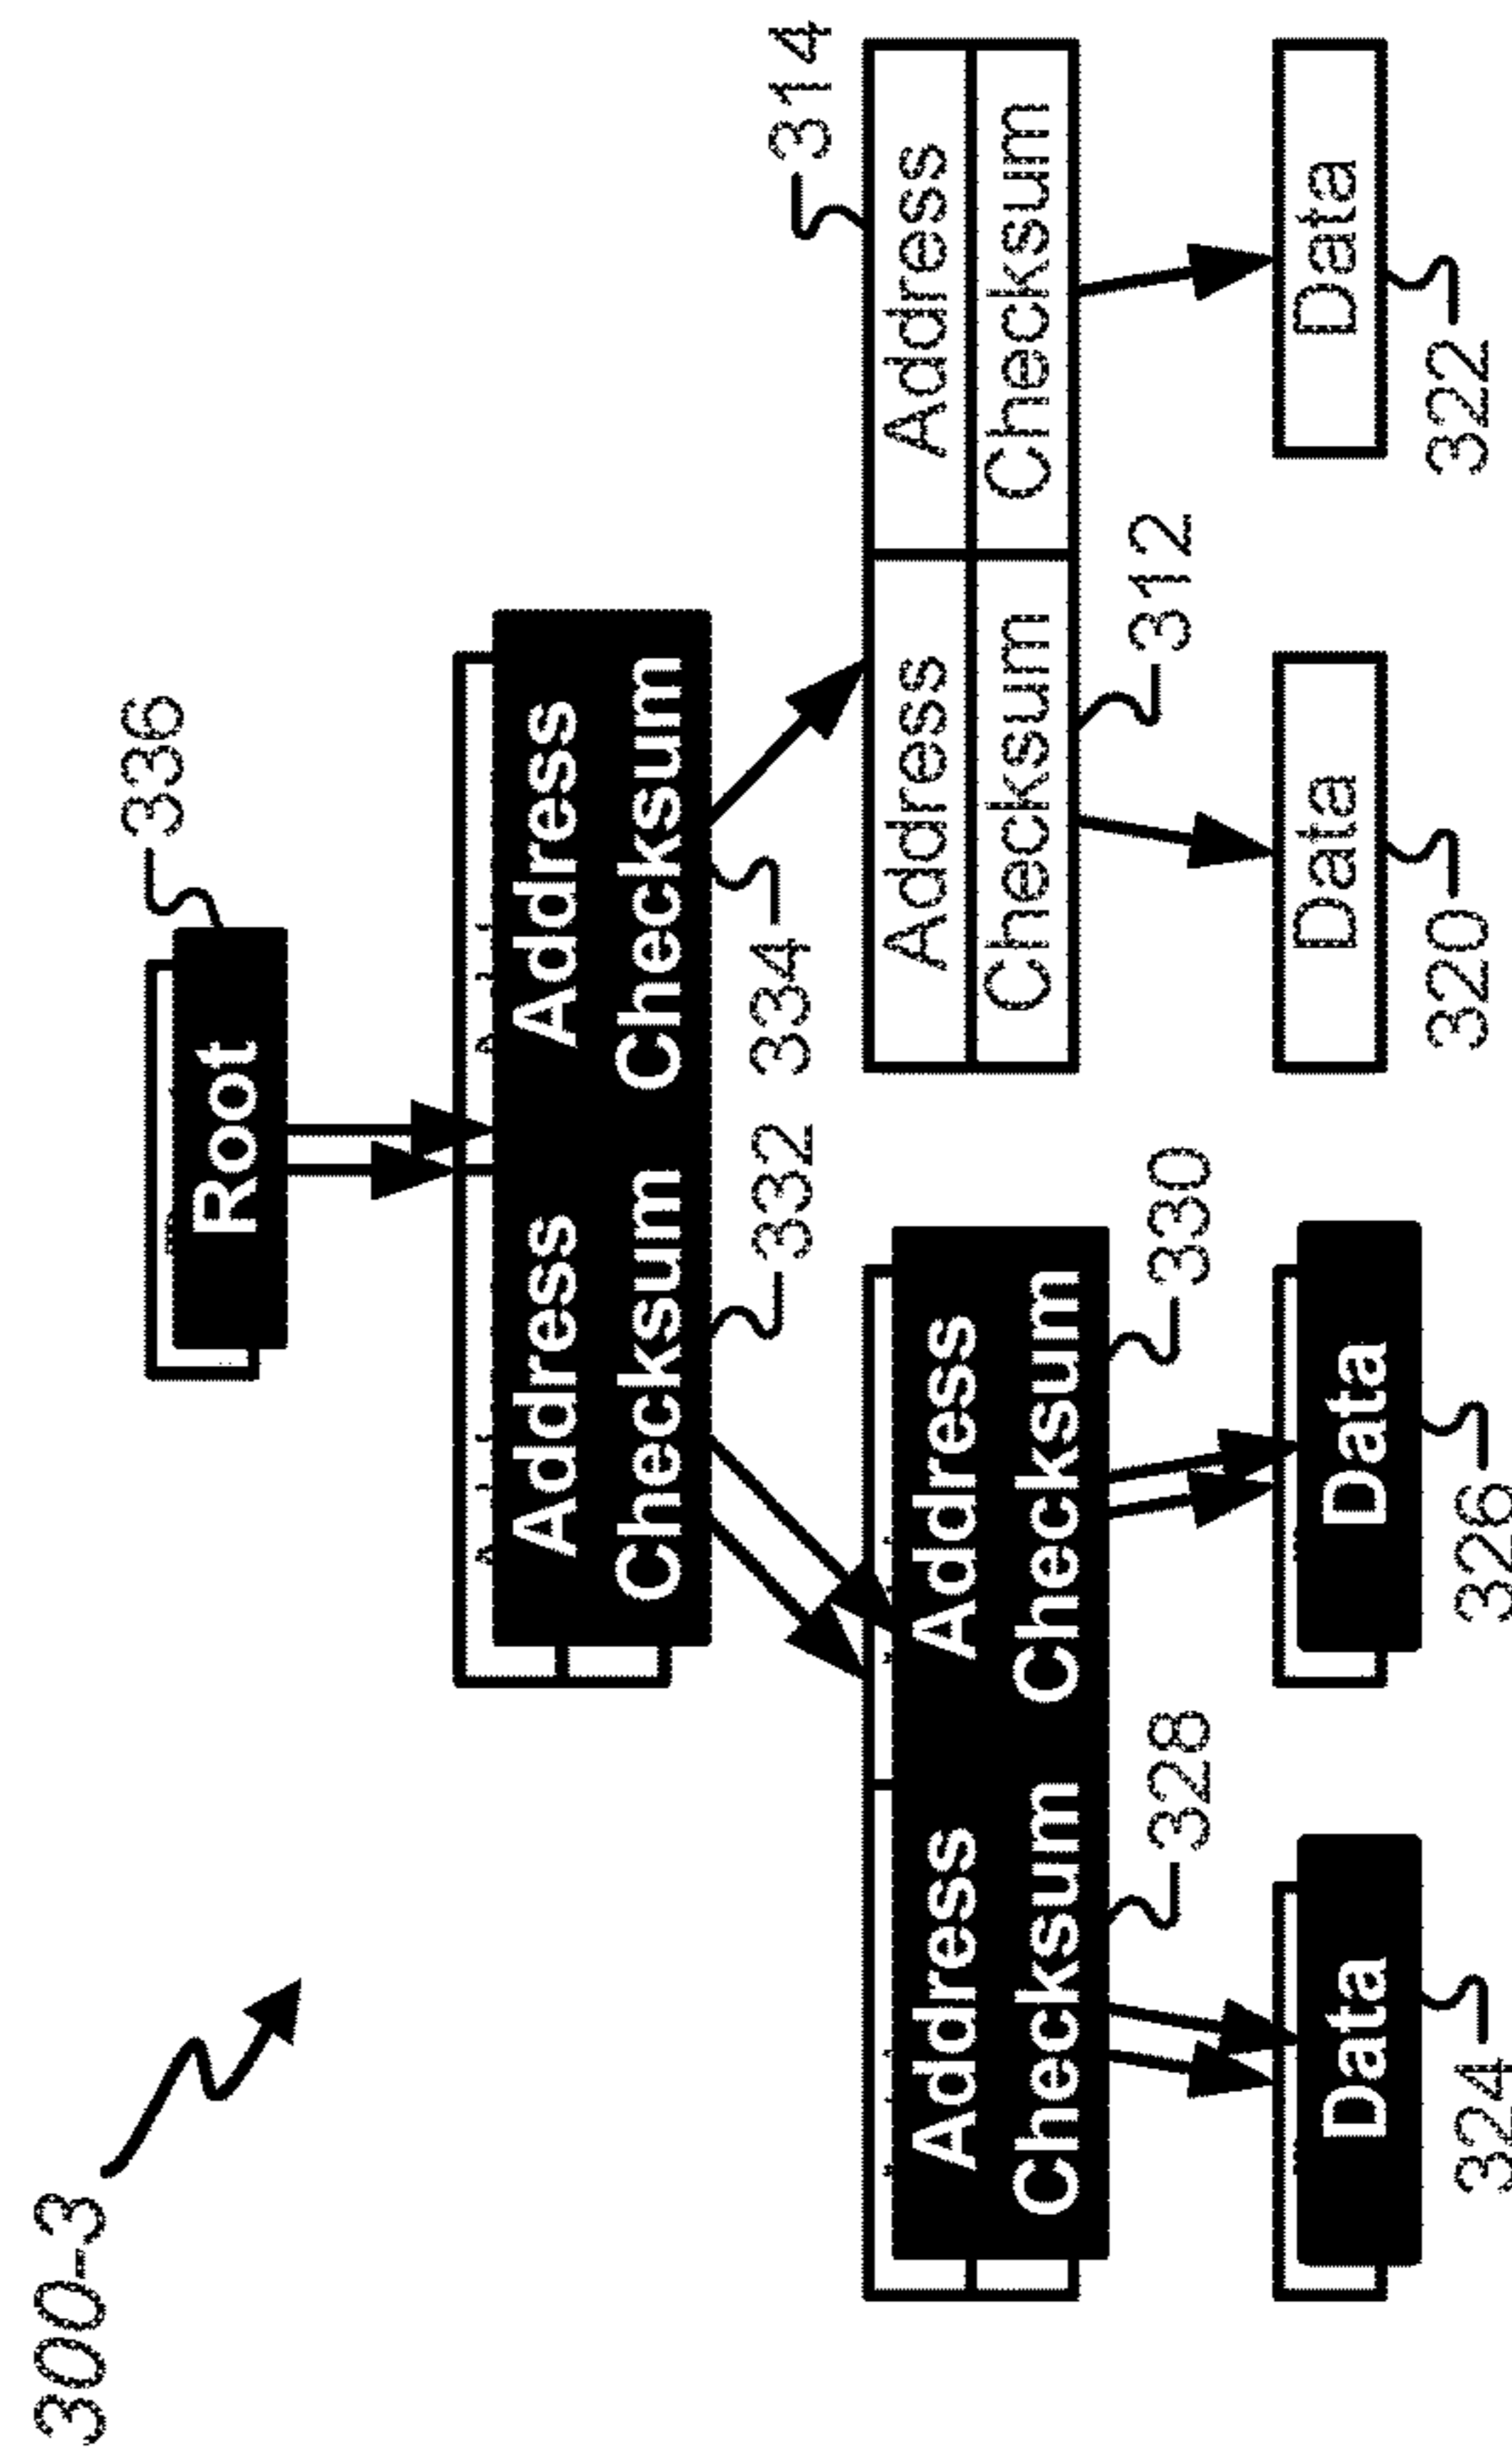 300-3
336
Root
Address Address
Checksum Checksum
332 334
314
Address Address Address Address
Checksum Checksum Checksum Checksum
328 330 312
Data Data Data Data
324 326 320 322